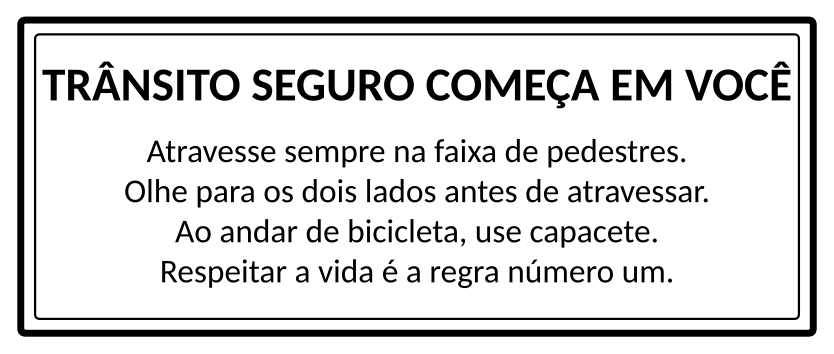 TRÂNSITO SEGURO COMEÇA EM VOCÊ
Atravesse sempre na faixa de pedestres.
Olhe para os dois lados antes de atravessar.
Ao andar de bicicleta, use capacete.
Respeitar a vida é a regra número um.